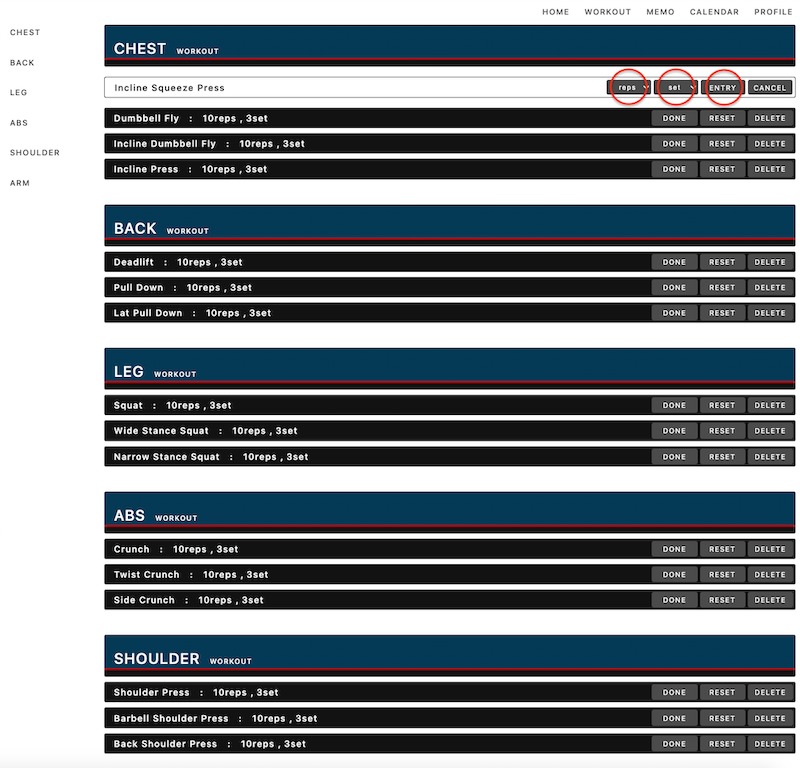 HOME WORKOUT MEMO CALENDAR PROFILE
CHEST
BACK
LEG
ABS
SHOULDER
ARM
CHEST WORKOUT
Incline Squeeze Press reps set ENTRY CANCEL
Dumbbell Fly : 10reps , 3set DONE RESET DELETE
Incline Dumbbell Fly : 10reps , 3set DONE RESET DELETE
Incline Press : 10reps , 3set DONE RESET DELETE
BACK WORKOUT
Deadlift : 10reps , 3set DONE RESET DELETE
Pull Down : 10reps , 3set DONE RESET DELETE
Lat Pull Down : 10reps , 3set DONE RESET DELETE
LEG WORKOUT
Squat : 10reps , 3set DONE RESET DELETE
Wide Stance Squat : 10reps , 3set DONE RESET DELETE
Narrow Stance Squat : 10reps , 3set DONE RESET DELETE
ABS WORKOUT
Crunch : 10reps , 3set DONE RESET DELETE
Twist Crunch : 10reps , 3set DONE RESET DELETE
Side Crunch : 10reps , 3set DONE RESET DELETE
SHOULDER WORKOUT
Shoulder Press : 10reps , 3set DONE RESET DELETE
Barbell Shoulder Press : 10reps , 3set DONE RESET DELETE
Back Shoulder Press : 10reps , 3set DONE RESET DELETE